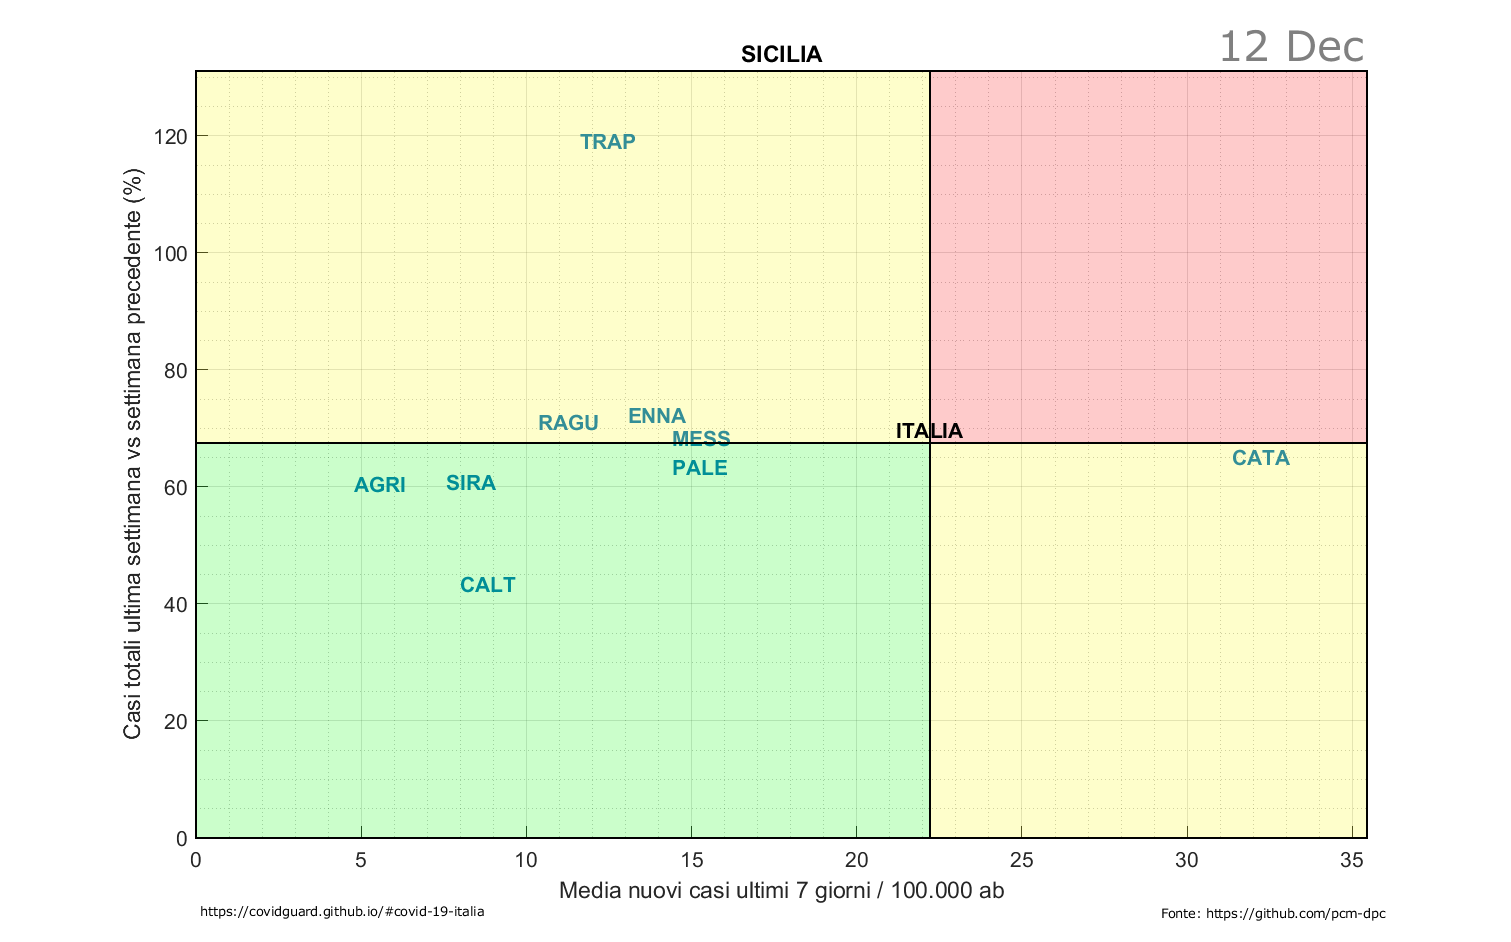 SICILIA
12 Dec
Casi totali ultima settimana vs settimana precedente (%)
120
100
80
60
40
20
0
TRAP
RAGU
ENNA
MESS
ITALIA
PALE
CATA
AGRI
SIRA
CALT
0 5 10 15 20 25 30 35
Media nuovi casi ultimi 7 giorni / 100.000 ab
https://covidguard.github.io/#covid-19-italia
Fonte: https://github.com/pcm-dpc